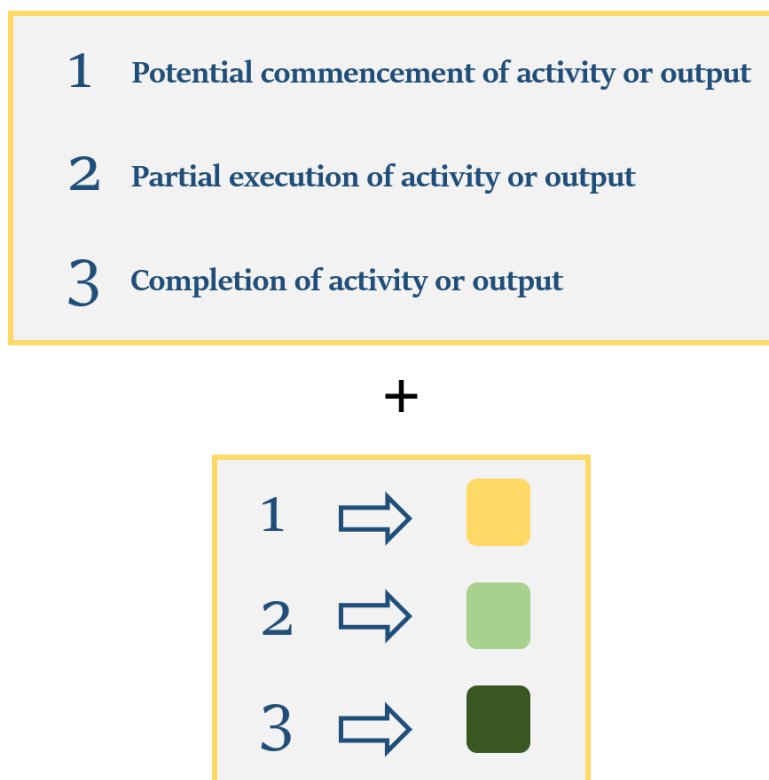 1 Potential commencement of activity or output
2 Partial execution of activity or output
3 Completion of activity or output
+
1
2
3